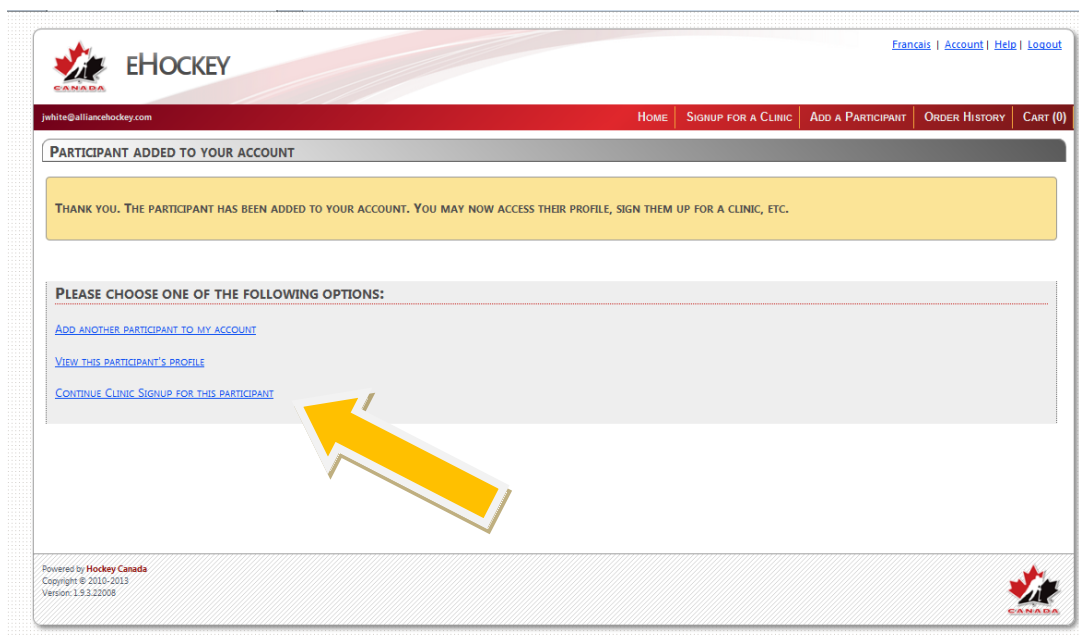 CANADA
EHOCKEY
Francais | Account | Help | Logout
jwhite@alliancehockey.com
HOME
SIGNUP FOR A CLINIC
ADD A PARTICIPANT
ORDER HISTORY
CART (0)
PARTICIPANT ADDED TO YOUR ACCOUNT
THANK YOU. THE PARTICIPANT HAS BEEN ADDED TO YOUR ACCOUNT. YOU MAY NOW ACCESS THEIR PROFILE, SIGN THEM UP FOR A CLINIC, ETC.
PLEASE CHOOSE ONE OF THE FOLLOWING OPTIONS:
ADD ANOTHER PARTICIPANT TO MY ACCOUNT
VIEW THIS PARTICIPANT'S PROFILE
CONTINUE CLINIC SIGNUP FOR THIS PARTICIPANT
Powered by Hockey Canada
Copyright © 2010-2013
Version: 1.9.3.22008
CANADA